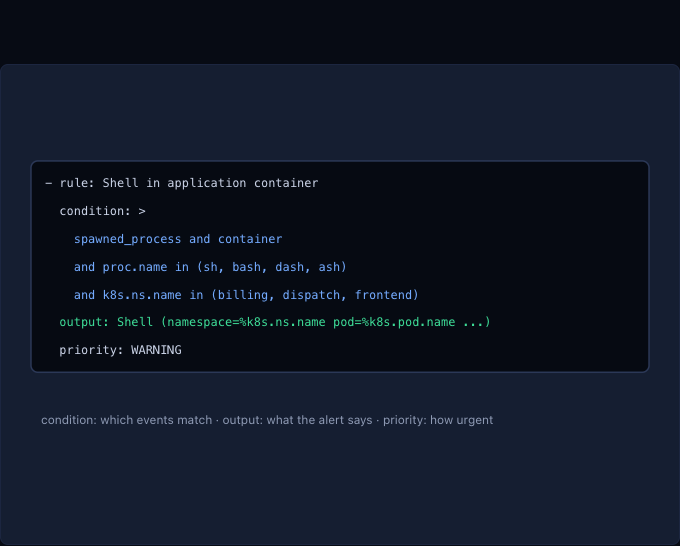 – rule: Shell in application container
condition: >
spawned_process and container
and proc.name in (sh, bash, dash, ash)
and k8s.ns.name in (billing, dispatch, frontend)
output: Shell (namespace=%k8s.ns.name pod=%k8s.pod.name ...)
priority: WARNING
condition: which events match · output: what the alert says · priority: how urgent